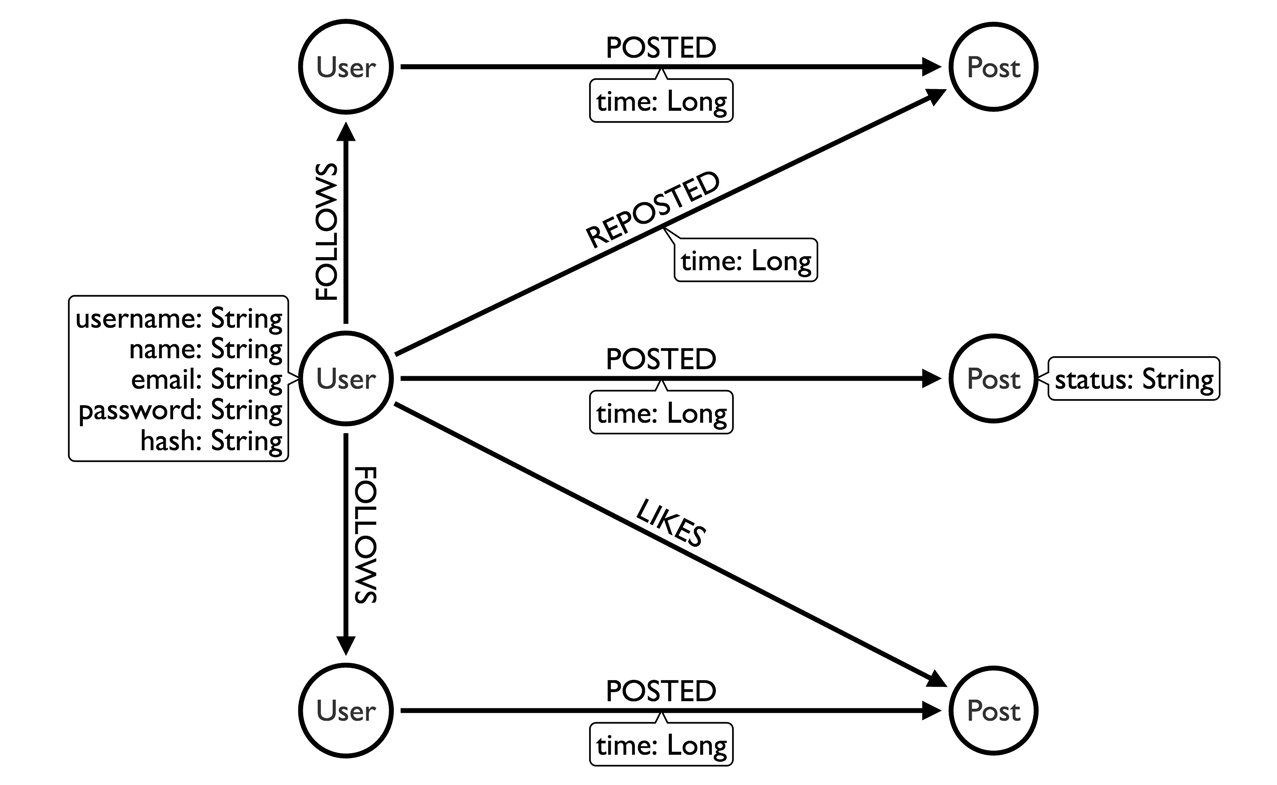 User
POSTED
Post
time: Long
FOLLOWS
REPOSTED
time: Long
username: String
name: String
email: String
password: String
hash: String
User
POSTED
time: Long
Post
status: String
FOLLOWS
LIKES
User
POSTED
time: Long
Post